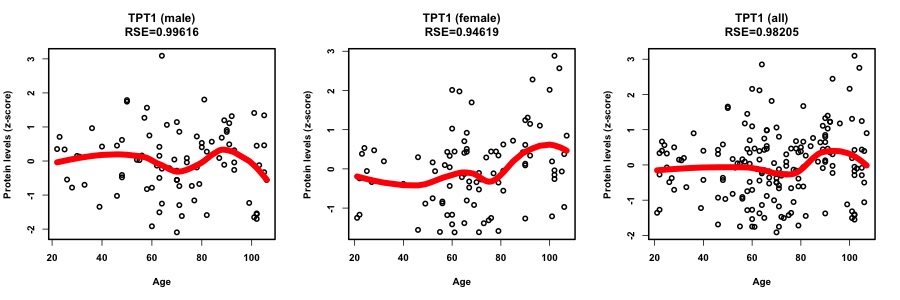 TPT1 (male)
RSE=0.99616
Protein levels (z-score)
3
2
1
0
-1
-2
20
40
60
80
100
Age
TPT1 (female)
RSE=0.94619
Protein levels (z-score)
3
2
1
0
-1
20
40
60
80
100
Age
TPT1 (all)
RSE=0.98205
Protein levels (z-score)
3
2
1
0
-1
-2
20
40
60
80
100
Age